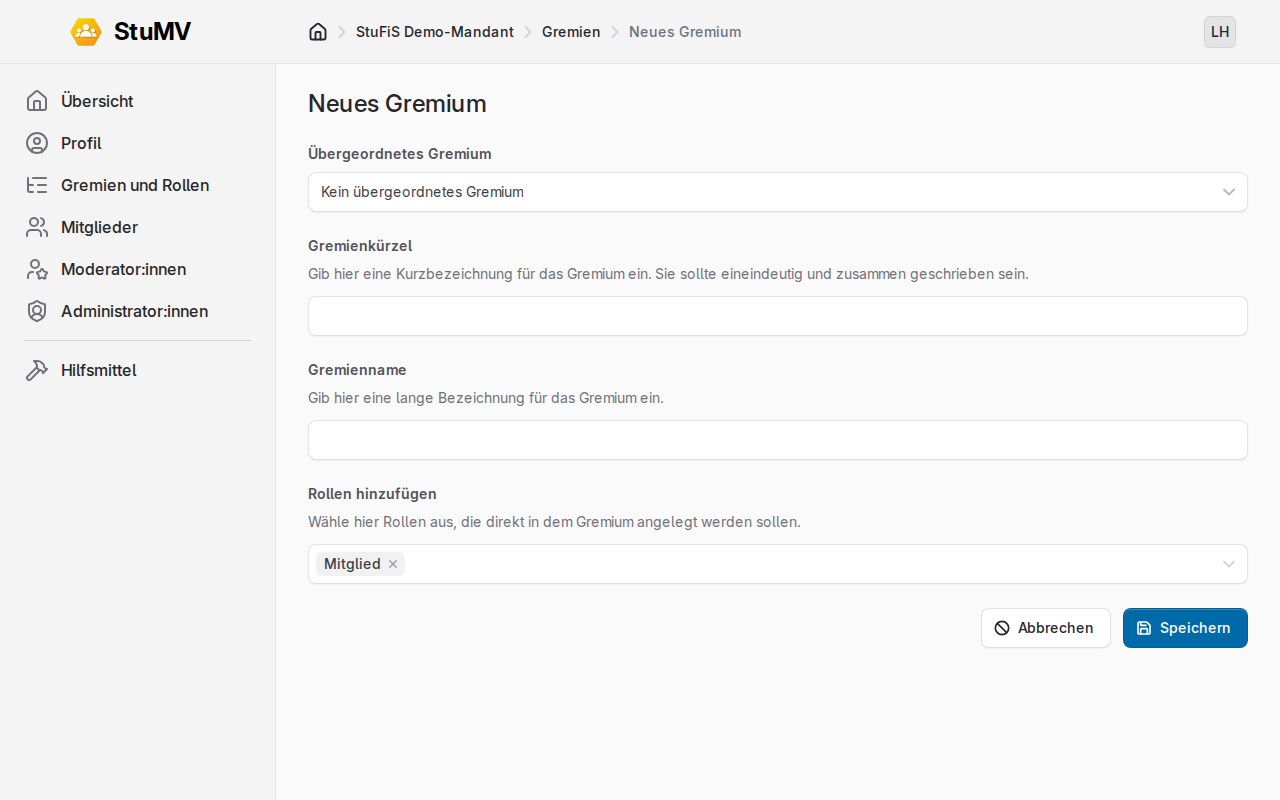 StuMV
StuFiS Demo-Mandant
Gremien
Neues Gremium
LH
Übersicht
Profil
Gremien und Rollen
Mitglieder
Moderator:innen
Administrator:innen
Hilfsmittel
Neues Gremium
Übergeordnetes Gremium
Kein übergeordnetes Gremium
Gremienkürzel
Gib hier eine Kurzbezeichnung für das Gremium ein. Sie sollte eineindeutig und zusammen geschrieben sein.
Gremienname
Gib hier eine lange Bezeichnung für das Gremium ein.
Rollen hinzufügen
Wähle hier Rollen aus, die direkt in dem Gremium angelegt werden sollen.
Mitglied
Abbrechen
Speichern